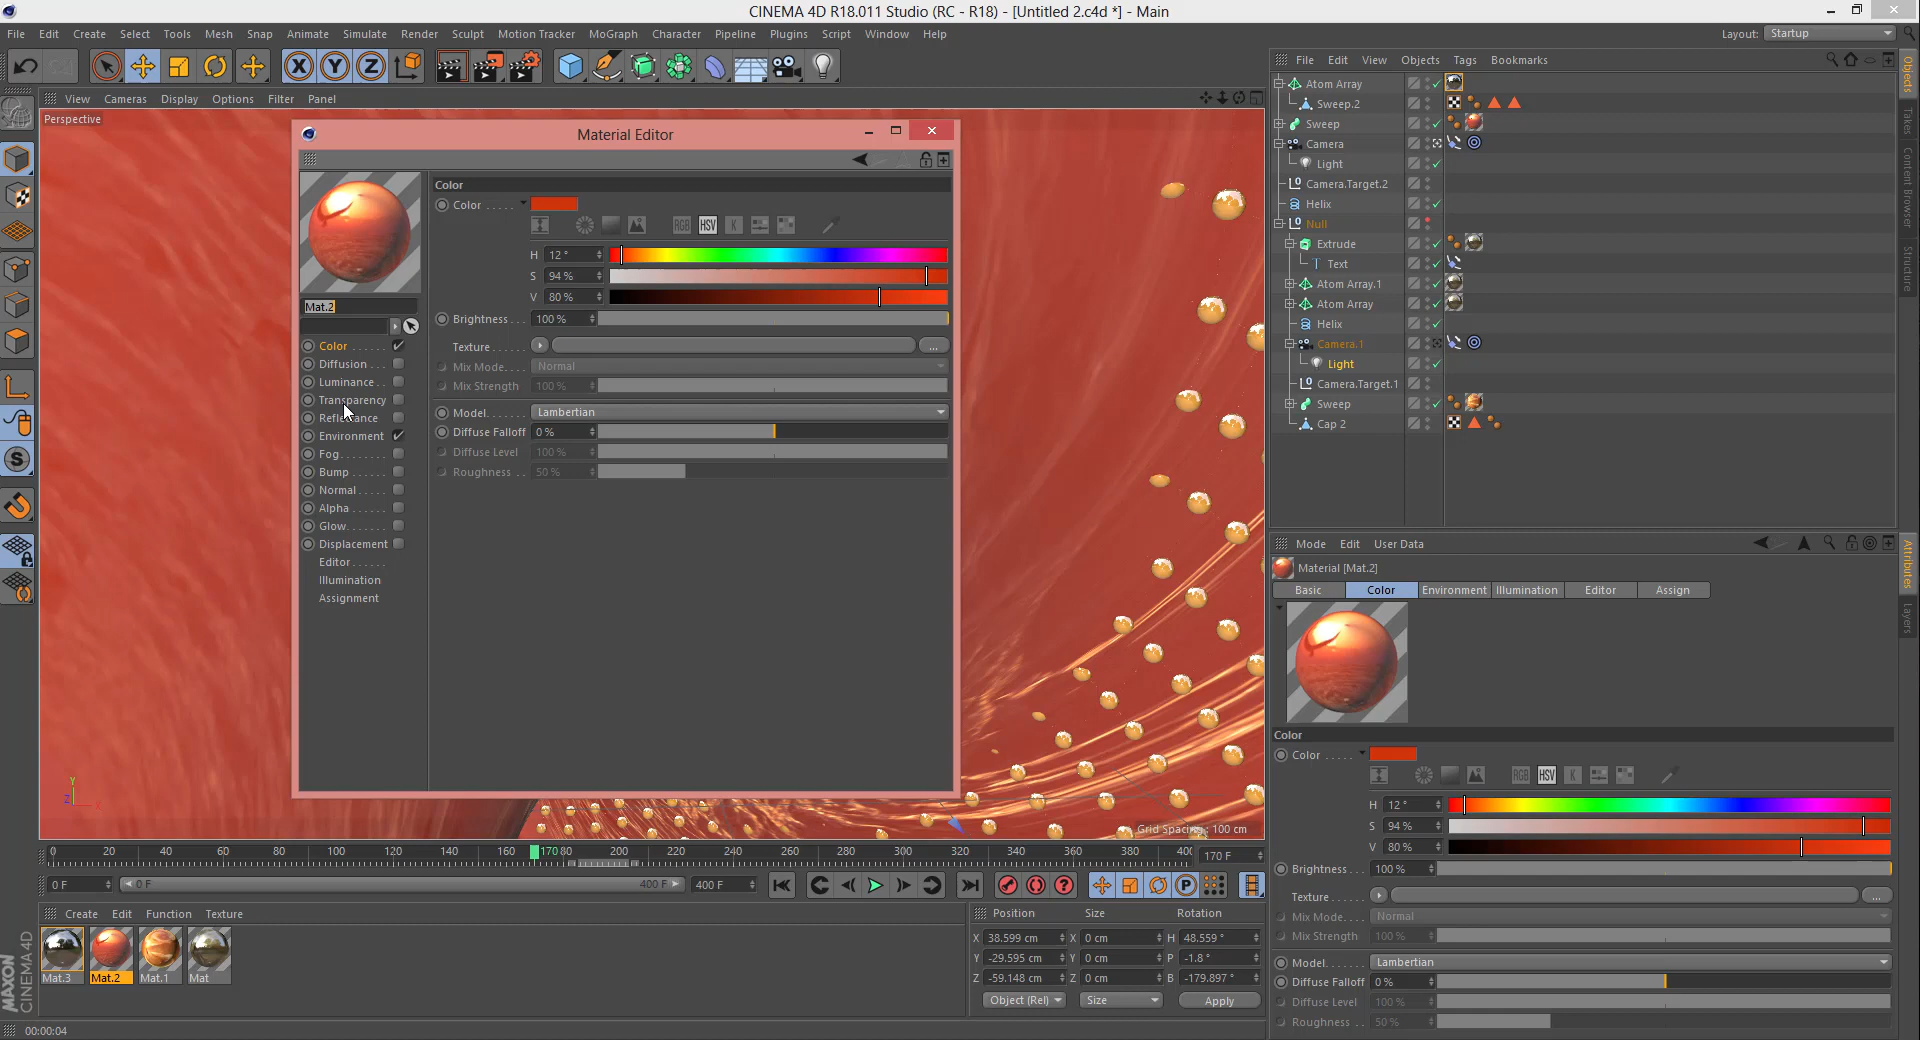 CINEMA 4D R18.011 Studio (RC - R18) - [Untitled 2.c4d *] - Main
File Edit Create Select Tools Mesh Snap Animate Simulate Render Sculpt Motion Tracker MoGraph Character Pipeline Plugins Script Window Help
Layout: Startup
X Y Z
View Cameras Display Options Filter Panel
Perspective
Material Editor
Color
Color
RGB HSV K
H 12 °
S 94 %
V 80 %
Mat.2
Brightness 100 %
Texture
...
Mix Mode Normal
Mix Strength 100 %
Model Lambertian
Diffuse Falloff 0 %
Diffuse Level 100 %
Roughness 50 %
Color
Diffusion
Luminance
Transparency
Reflectance
Environment
Fog
Bump
Normal
Alpha
Glow
Displacement
Editor
Illumination
Assignment
Y
Z
X
Grid Spacing : 100 cm
File Edit View Objects Tags Bookmarks
Atom Array
Sweep.2
Sweep
Camera
Light
Camera.Target.2
Helix
Null
Extrude
Text
Atom Array.1
Atom Array
Helix
Camera.1
Light
Camera.Target.1
Sweep
Cap 2
Objects
Takes
Content Browser
Structure
Mode Edit User Data
Material [Mat.2]
Basic Color Environment Illumination Editor Assign
Attributes
Layers
Color
Color
RGB HSV K
H 12 °
S 94 %
V 80 %
Brightness 100 %
Texture
...
Mix Mode Normal
Mix Strength 100 %
Model Lambertian
Diffuse Falloff 0 %
Diffuse Level 100 %
Roughness 50 %
0 20 40 60 80 100 120 140 160 170 80 200 220 240 260 280 300 320 340 360 380 400 170 F
0 F 0 F 400 F 400 F
Create Edit Function Texture
Mat.3 Mat.2 Mat.1 Mat
Position Size Rotation
X 38.599 cm X 0 cm H 48.559 °
Y -29.595 cm Y 0 cm P -1.8 °
Z -59.148 cm Z 0 cm B -179.897 °
Object (Rel) Size Apply
MAXON
CINEMA 4D
00:00:04